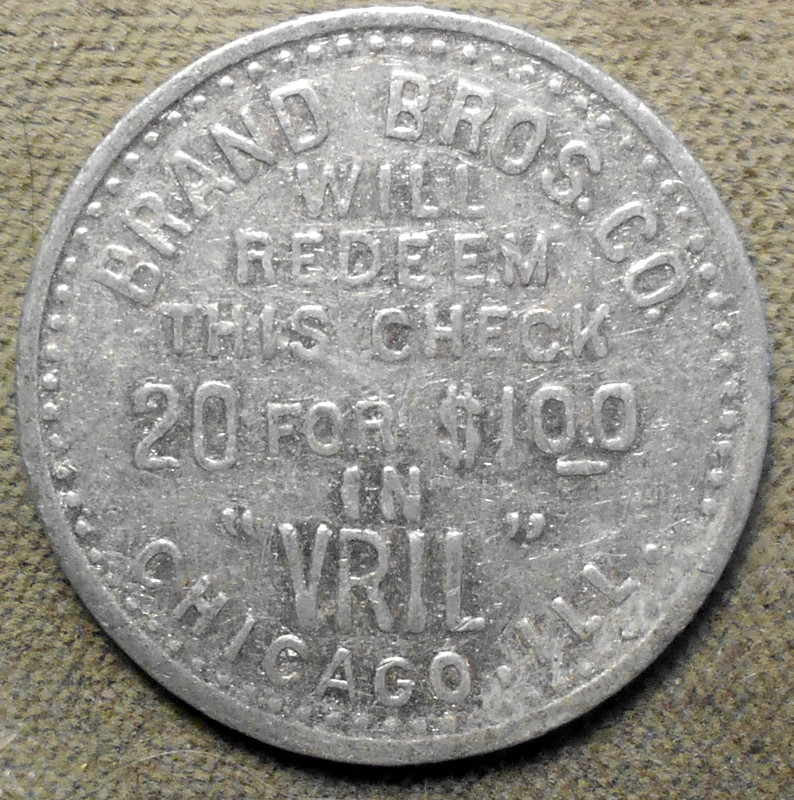 BRAND BROS. CO.
WILL
REDEEM
THIS CHECK
20 FOR $1.00
IN
"VRIL"
CHICAGO, ILL.